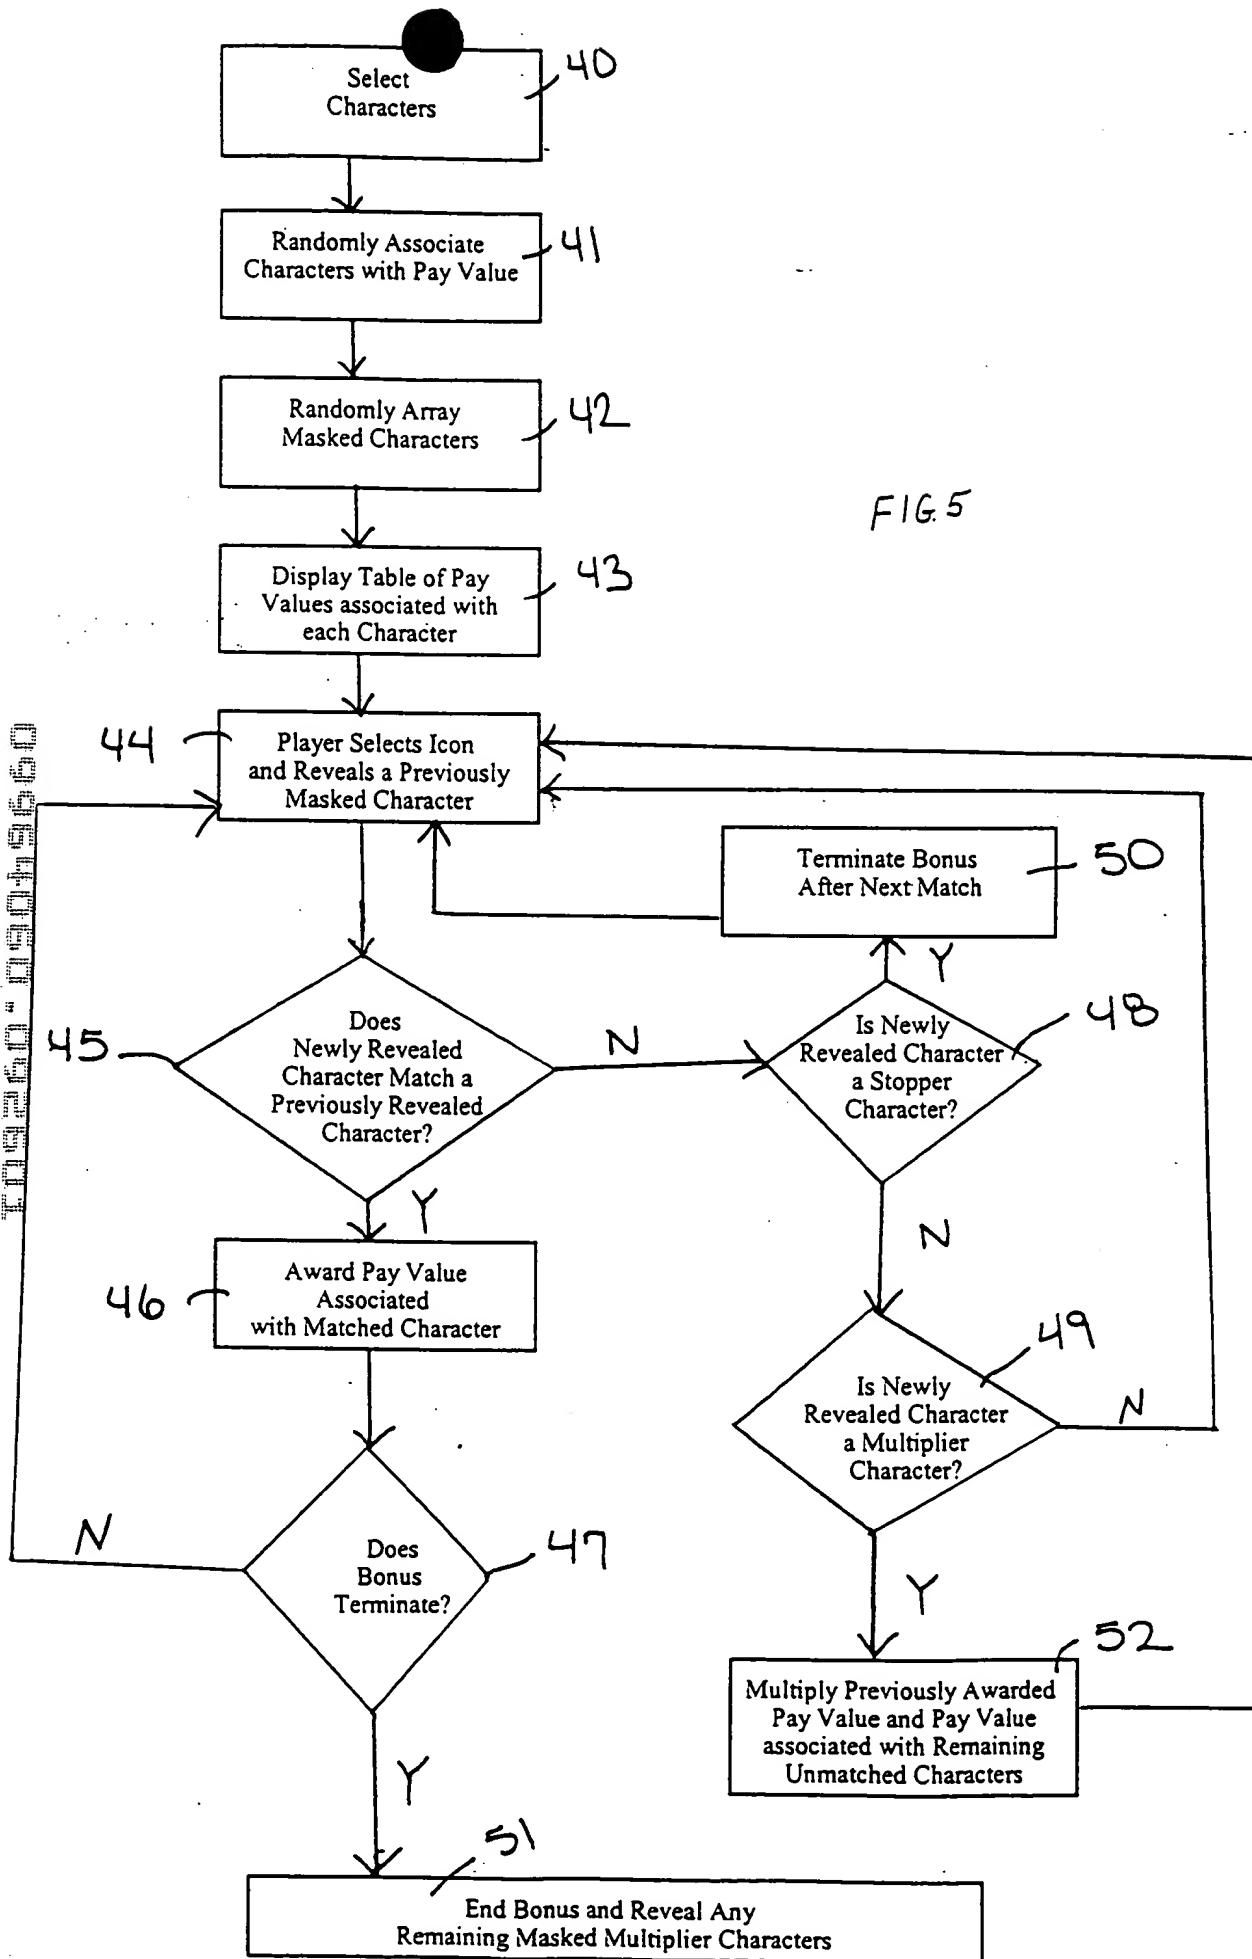 40
Select
Characters
41
Randomly Associate
Characters with Pay Value
42
Randomly Array
Masked Characters
FIG. 5
43
Display Table of Pay
Values associated with
each Character
44
Player Selects Icon
and Reveals a Previously
Masked Character
50
Terminate Bonus
After Next Match
Y
45
Does
Newly Revealed
Character Match a
Previously Revealed
Character?
N
48
Is Newly
Revealed Character
a Stopper
Character?
Y
N
46
Award Pay Value
Associated
with Matched Character
49
Is Newly
Revealed Character
a Multiplier
Character?
N
N
47
Does
Bonus
Terminate?
Y
52
Multiply Previously Awarded
Pay Value and Pay Value
associated with Remaining
Unmatched Characters
Y
51
End Bonus and Reveal Any
Remaining Masked Multiplier Characters